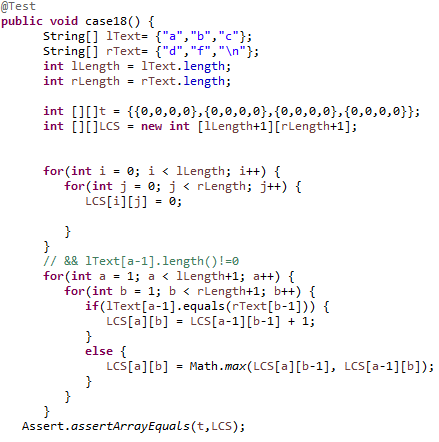 @Test
public void case18() {
String[] lText= {"a","b","c"};
String[] rText= {"d","f","\n"};
int lLength = lText.length;
int rLength = rText.length;
int [][]t = {{0,0,0,0},{0,0,0,0},{0,0,0,0},{0,0,0,0}};
int [][]LCS = new int [lLength+1][rLength+1];
for(int i = 0; i < lLength; i++) {
for(int j = 0; j < rLength; j++) {
LCS[i][j] = 0;
}
}
// && lText[a-1].length()!=0
for(int a = 1; a < lLength+1; a++) {
for(int b = 1; b < rLength+1; b++) {
if(lText[a-1].equals(rText[b-1])) {
LCS[a][b] = LCS[a-1][b-1] + 1;
}
else {
LCS[a][b] = Math.max(LCS[a][b-1], LCS[a-1][b]);
}
}
}
Assert.assertArrayEquals(t,LCS);